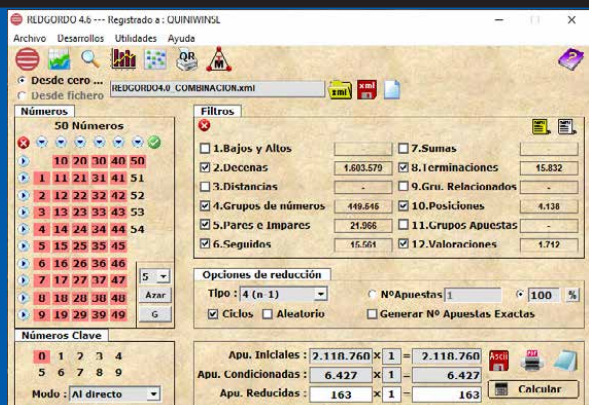 REDGORDO 4.6 --- Registrado a : QUINIWINSL
Archivo Desarrollos Utilidades Ayuda
QR M
Desde cero ... REDGORDO4.0_COMBINACION.xml xml xml
Desde fichero
Números
50 Números
10 20 30 40 50
1 11 21 31 41 51
2 12 22 32 42 52
3 13 23 33 43 53
4 14 24 34 44 54
5 15 25 35 45
6 16 26 36 46
7 17 27 37 47
8 18 28 38 48
9 19 29 39 49
5
Azar
G
Números Clave
0 1 2 3 4
5 6 7 8 9
Modo : Al directo
Filtros
1.Bajos y Altos - 7.Sumas -
2.Decenas 1.603.579 8.Terminaciones 15.832
3.Distancias - 9.Gru. Relacionados -
4.Grupos de números 449.545 10.Posiciones 4.138
5.Pares e Impares 21.966 11.Grupos Apuestas -
6.Seguidos 15.561 12.Valoraciones 1.712
Opciones de reducción
Tipo : 4 (n-1) NºApuestas 1 100 %
Ciclos Aleatorio Generar Nº Apuestas Exactas
Apu. Iniciales : 2.118.760 x 1 = 2.118.760 Ascii
Apu. Condicionadas : 6.427 x 1 = 6.427
Apu. Reducidas : 163 x 1 = 163 Calcular